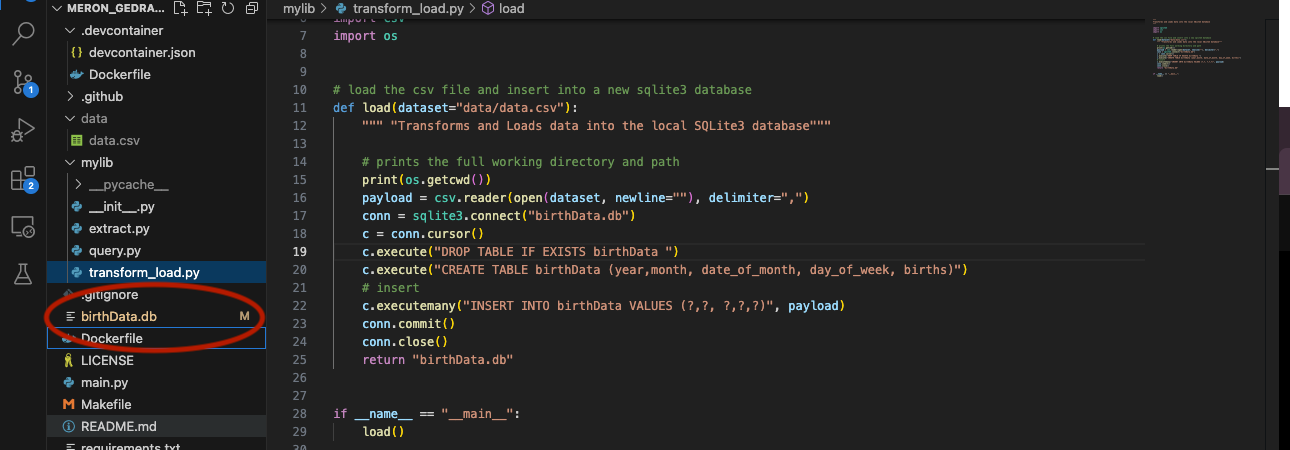 MERON_GEDRA...
.devcontainer
{} devcontainer.json
Dockerfile
.github
data
data.csv
mylib
__pycache__
__init__.py
extract.py
query.py
transform_load.py
.gitignore
birthData.db M
Dockerfile
LICENSE
main.py
Makefile
README.md
requirements.txt
1
2
mylib > transform_load.py > load
import csv
7 import os
8
9
10 # load the csv file and insert into a new sqlite3 database
11 def load(dataset="data/data.csv"):
12 """ "Transforms and Loads data into the local SQLite3 database"""
13
14 # prints the full working directory and path
15 print(os.getcwd())
16 payload = csv.reader(open(dataset, newline=""), delimiter=",")
17 conn = sqlite3.connect("birthData.db")
18 c = conn.cursor()
19 c.execute("DROP TABLE IF EXISTS birthData ")
20 c.execute("CREATE TABLE birthData (year,month, date_of_month, day_of_week, births)")
21 # insert
22 c.executemany("INSERT INTO birthData VALUES (?,?, ?,?,?)", payload)
23 conn.commit()
24 conn.close()
25 return "birthData.db"
26
27
28 if __name__ == "__main__":
29 load()
30